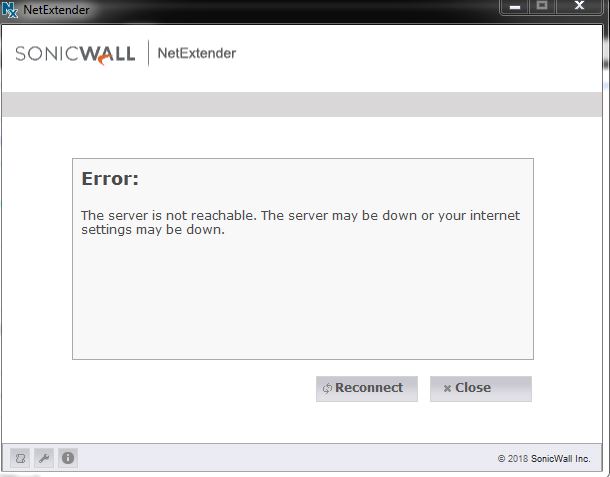 NetExtender
SONICWALL NetExtender
Error:
The server is not reachable. The server may be down or your internet
settings may be down.
Reconnect
Close
© 2018 SonicWall Inc.